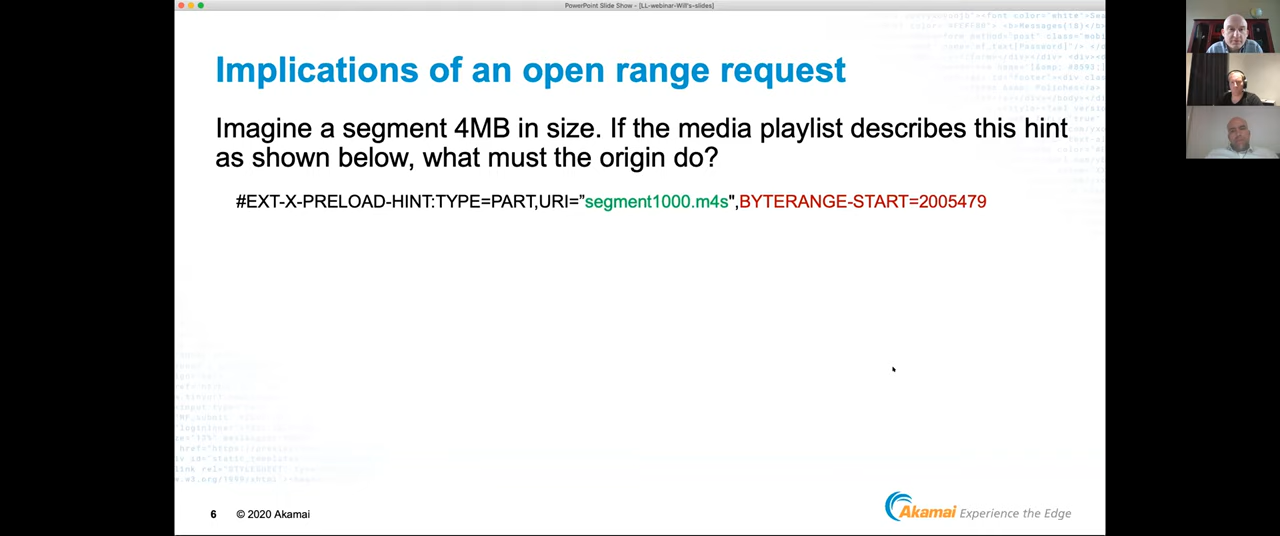 PowerPoint Slide Show - [LL-webinar-Will's-slides]
Implications of an open range request
Imagine a segment 4MB in size. If the media playlist describes this hint
as shown below, what must the origin do?
#EXT-X-PRELOAD-HINT:TYPE=PART,URI=”segment1000.m4s",BYTERANGE-START=2005479
6 © 2020 Akamai
Akamai Experience the Edge